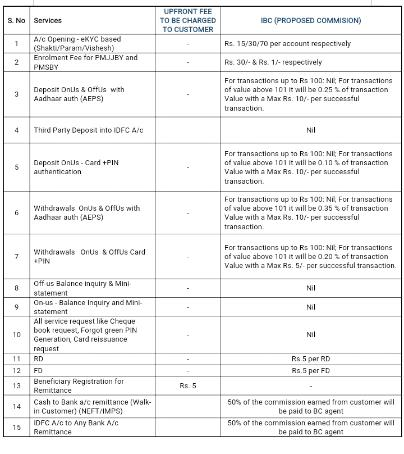 S. No Services UPFRONT FEE TO BE CHARGED TO CUSTOMER IBC (PROPOSED COMMISION)
1 A/c Opening - eKYC based (Shakti/Param/Vishesh) - Rs. 15/30/70 per account respectively
2 Enrolment Fee for PMJJBY and PMSBY - Rs. 30/- & Rs. 1/- respectively
3 Deposit OnUs & OffUs with Aadhaar auth (AEPS) - For transactions up to Rs 100: Nil; For transactions of value above 101 it will be 0.25 % of transaction Value with a Max Rs. 10/- per successful transaction.
4 Third Party Deposit into IDFC A/c Nil
5 Deposit OnUs - Card +PIN authentication - For transactions up to Rs 100: Nil; For transactions of value above 101 it will be 0.10 % of transaction Value with a Max Rs. 10/- per successful transaction.
6 Withdrawals OnUs & OffUs with Aadhaar auth (AEPS) - For transactions up to Rs 100: Nil; For transactions of value above 101 it will be 0.35 % of transaction Value with a Max Rs. 10/- per successful transaction.
7 Withdrawals OnUs & OffUs Card +PIN - For transactions up to Rs 100: Nil; For transactions of value above 101 it will be 0.20 % of transaction Value with a Max Rs. 5/- per successful transaction.
8 Off-us Balance inquiry & Mini-statement - Nil
9 On-us - Balance Inquiry and Mini-statement - Nil
10 All service request like Cheque book request, Forgot green PIN Generation, Card reissuance request - Nil
11 RD - Rs.5 per RD
12 FD - Rs.5 per FD
13 Beneficiary Registration for Remittance Rs. 5 -
14 Cash to Bank a/c remittance (Walk-in Customer) (NEFT/IMPS) - 50% of the commission earned from customer will be paid to BC agent
15 IDFC A/c to Any Bank A/c Remittance - 50% of the commission earned from customer will be paid to BC agent